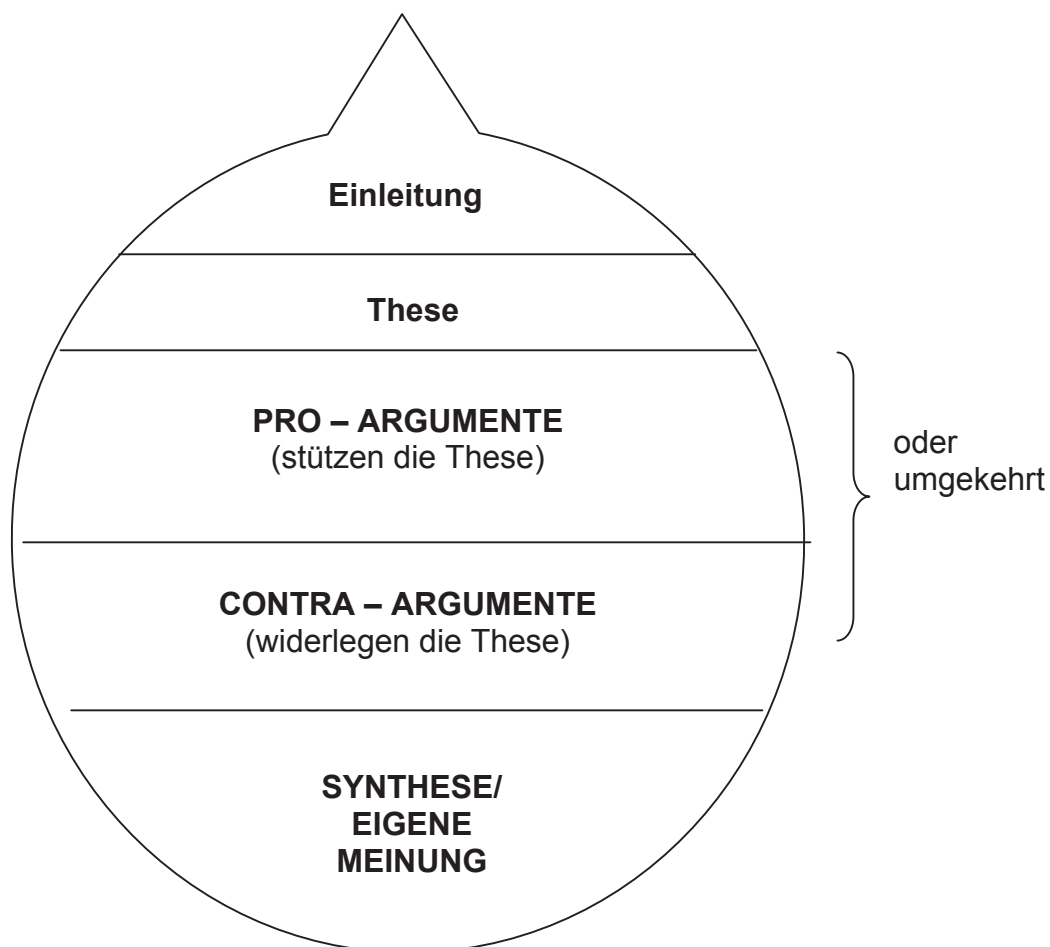 Einleitung
These
PRO – ARGUMENTE
(stützen die These)
oder
umgekehrt
CONTRA – ARGUMENTE
(widerlegen die These)
SYNTHESE/
EIGENE
MEINUNG